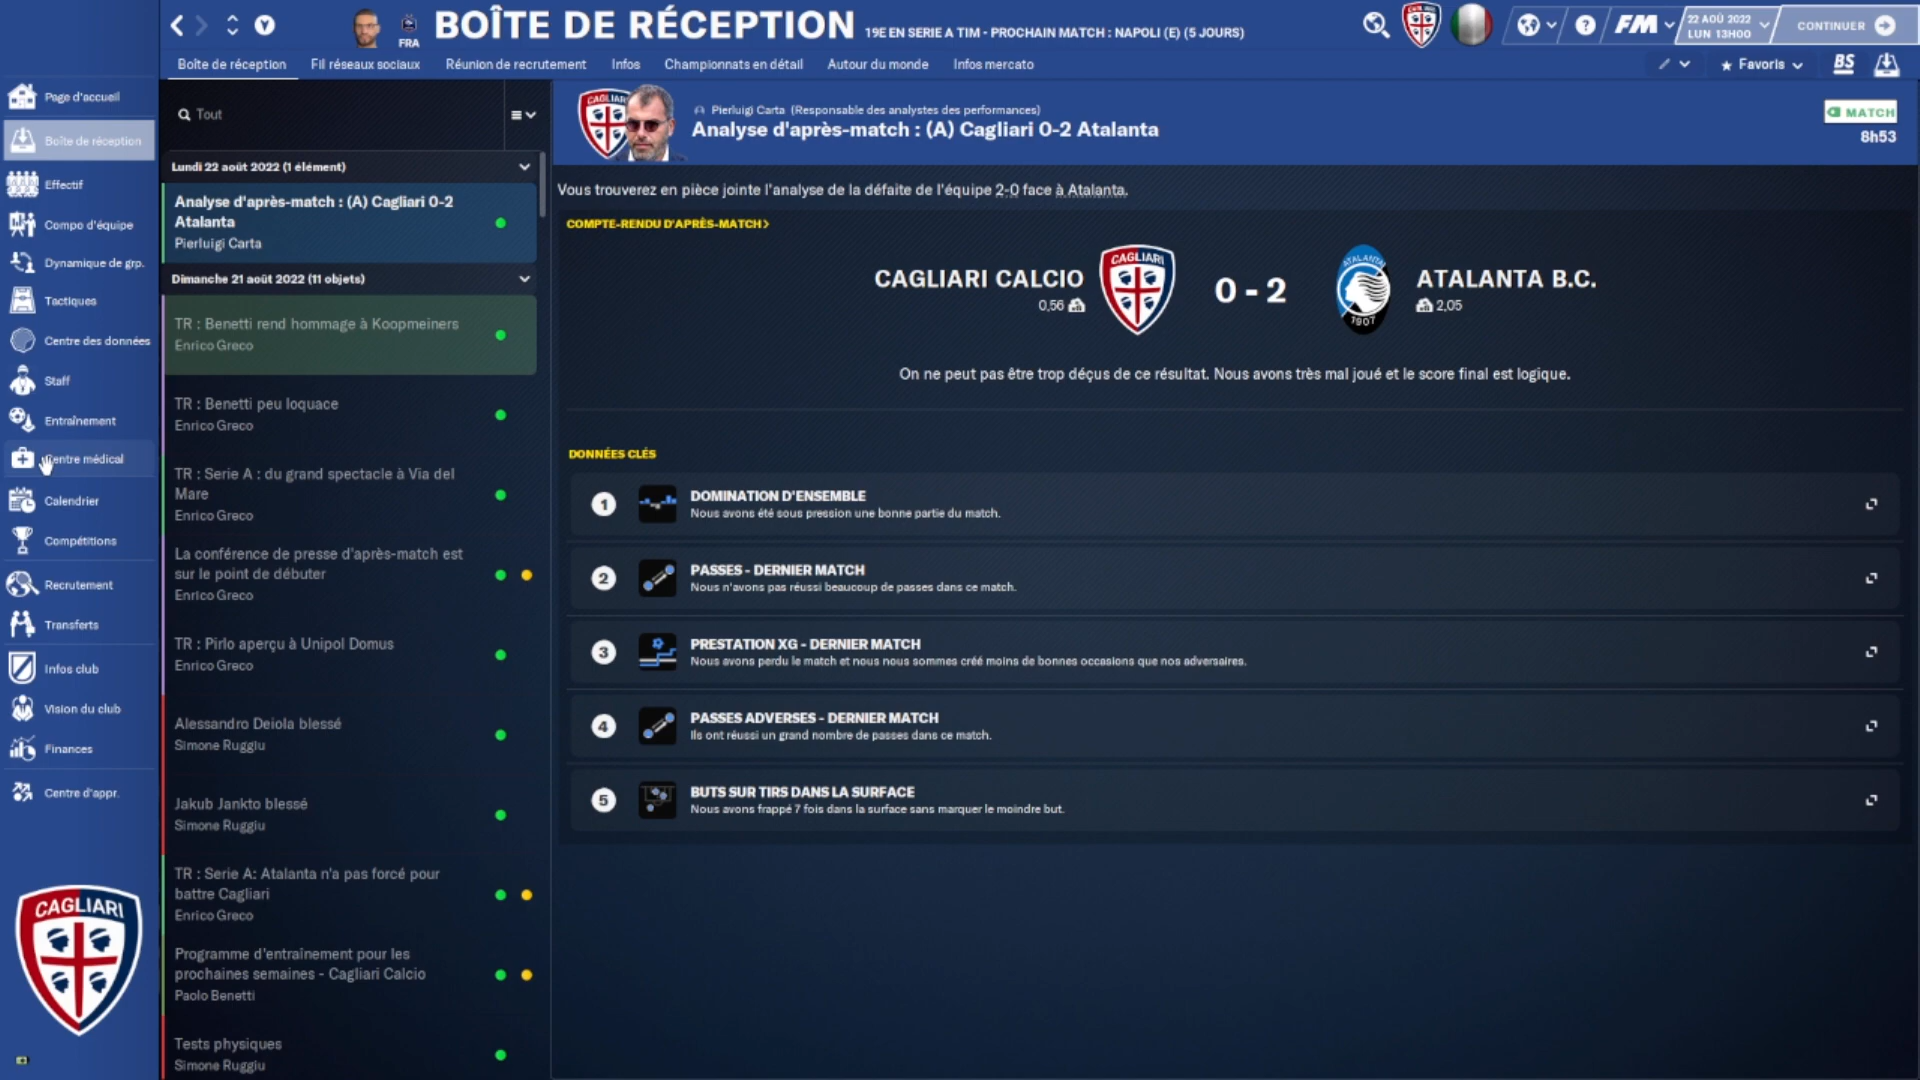 FRA
BOÎTE DE RÉCEPTION
19E EN SERIE A TIM - PROCHAIN MATCH : NAPOLI (E) (5 JOURS)
FM
22 AOÛ 2022
LUN 13H00
CONTINUER
Boîte de réception
Fil réseaux sociaux
Réunion de recrutement
Infos
Championnats en détail
Autour du monde
Infos mercato
Favoris
BS
Page d'accueil
Boîte de réception
Effectif
Compo d'équipe
Dynamique de grp.
Tactiques
Centre des données
Staff
Entraînement
entre médical
Calendrier
Compétitions
Recrutement
Transferts
Infos club
Vision du club
Finances
Centre d'appr.
CAGLIARI
Tout
Lundi 22 août 2022 (1 élément)
Analyse d'après-match : (A) Cagliari 0-2
Atalanta
Pierluigi Carta
Dimanche 21 août 2022 (11 objets)
TR : Benetti rend hommage à Koopmeiners
Enrico Greco
TR : Benetti peu loquace
Enrico Greco
TR : Serie A : du grand spectacle à Via del
Mare
Enrico Greco
La conférence de presse d'après-match est
sur le point de débuter
Enrico Greco
TR : Pirlo aperçu à Unipol Domus
Enrico Greco
Alessandro Deiola blessé
Simone Ruggiu
Jakub Jankto blessé
Simone Ruggiu
TR : Serie A: Atalanta n'a pas forcé pour
battre Cagliari
Enrico Greco
Programme d'entraînement pour les
prochaines semaines - Cagliari Calcio
Paolo Benetti
Tests physiques
Simone Ruggiu
CAGLIARI
Pierluigi Carta (Responsable des analystes des performances)
Analyse d'après-match : (A) Cagliari 0-2 Atalanta
MATCH
8h53
Vous trouverez en pièce jointe l'analyse de la défaite de l'équipe 2-0 face à Atalanta.
COMPTE-RENDU D'APRÈS-MATCH>
CAGLIARI CALCIO
0,56
CAGLIARI
0 - 2
ATALANTA
1907
ATALANTA B.C.
2,05
On ne peut pas être trop déçus de ce résultat. Nous avons très mal joué et le score final est logique.
DONNÉES CLÉS
1
DOMINATION D'ENSEMBLE
Nous avons été sous pression une bonne partie du match.
2
PASSES - DERNIER MATCH
Nous n'avons pas réussi beaucoup de passes dans ce match.
3
PRESTATION XG - DERNIER MATCH
Nous avons perdu le match et nous nous sommes créé moins de bonnes occasions que nos adversaires.
4
PASSES ADVERSES - DERNIER MATCH
Ils ont réussi un grand nombre de passes dans ce match.
5
BUTS SUR TIRS DANS LA SURFACE
Nous avons frappé 7 fois dans la surface sans marquer le moindre but.